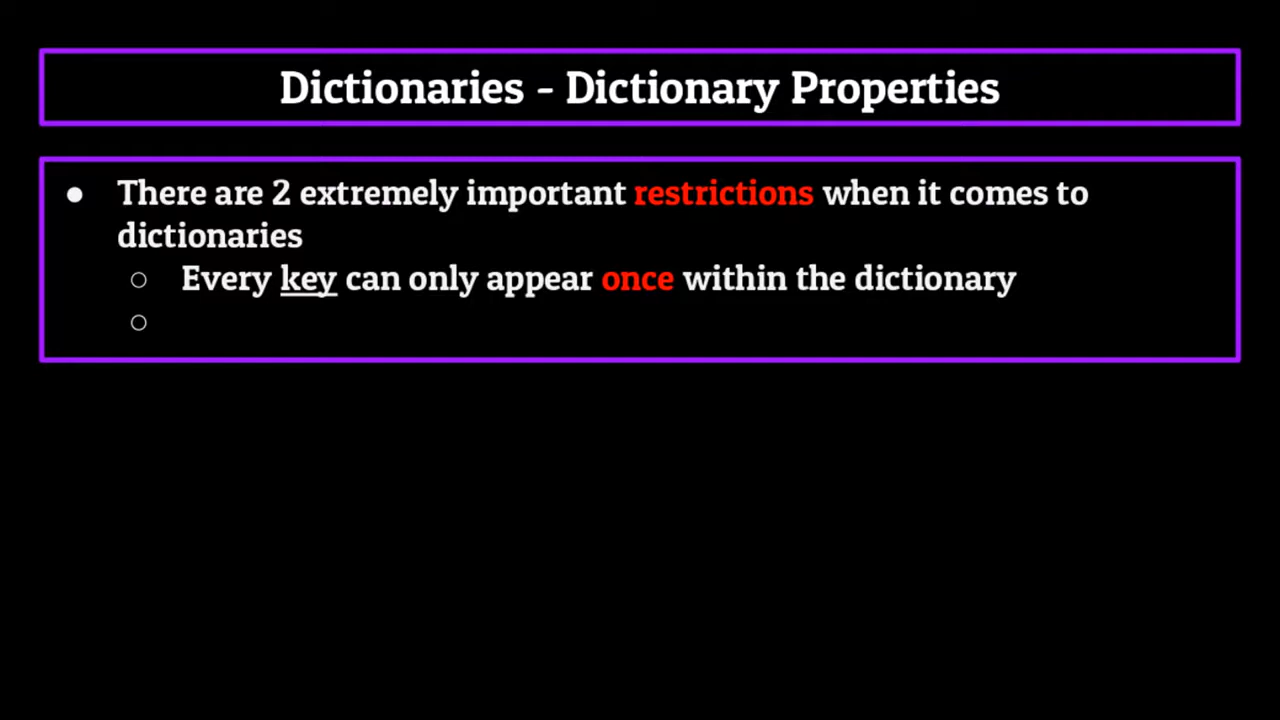 Dictionaries - Dictionary Properties
● There are 2 extremely important restrictions when it comes to
dictionaries
○ Every key can only appear once within the dictionary
○